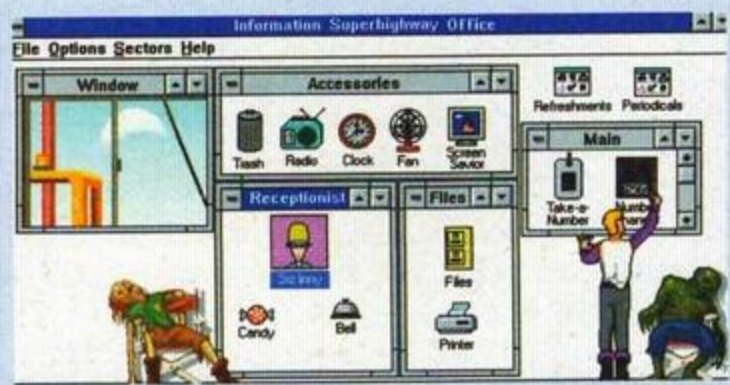 Information Superhighway Office
File Options Sectors Help
Window
Accessories
Trash Radio Clock Fan Screen Savior
Refreshments Periodicals
Main
Take-a-Number
Receptionist
Candy Bell
Files
Files
Printer